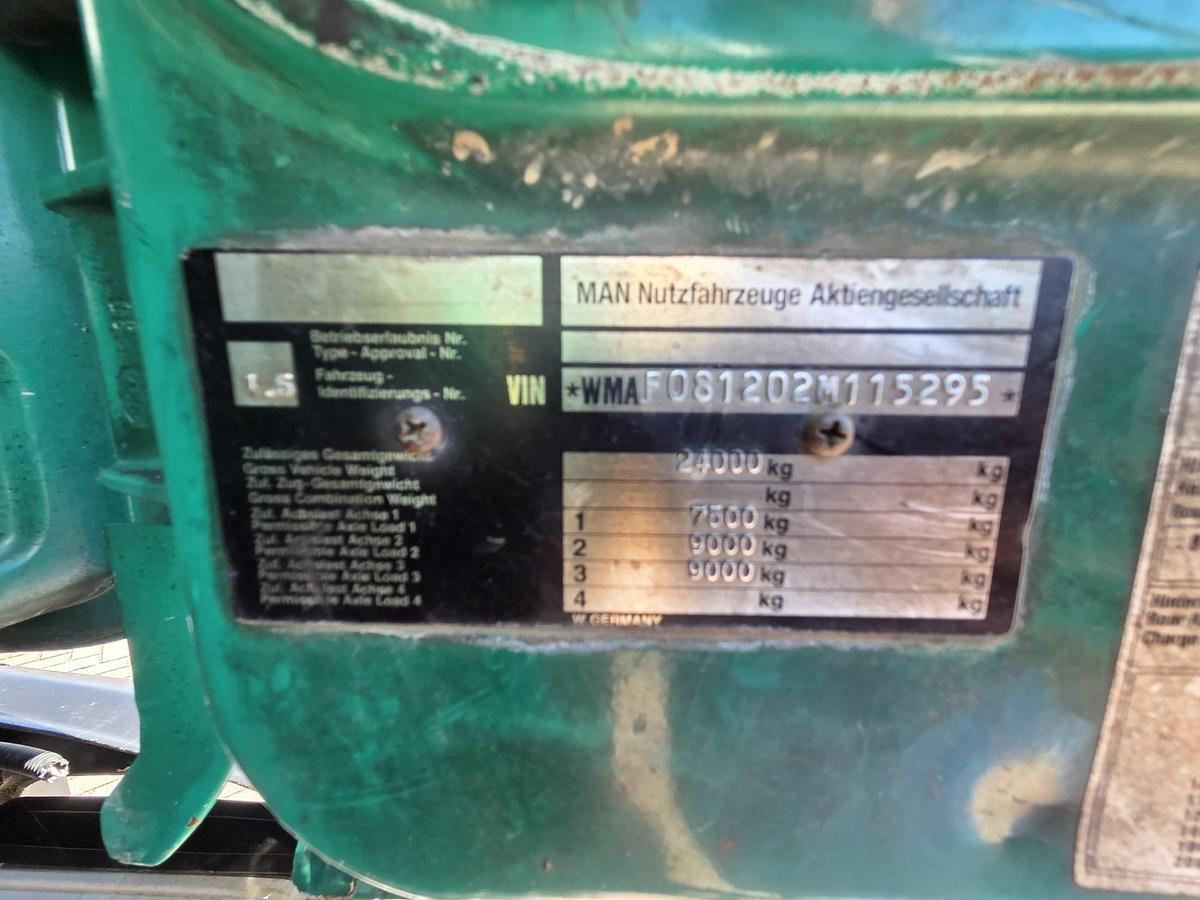 MAN Nutzfahrzeuge Aktiengesellschaft
Betriebserlaubnis Nr.
Type - Approval - Nr.
1,5
Fahrzeug -
Identifizierungs - Nr.
VIN *WMAF081202M115295*
Zulässiges Gesamtgewicht
Gross Vehicle Weight
24000 kg kg
Zul. Zug-Gesamtgewicht
Gross Combination Weight
kg kg
Zul. Achslast Achse 1
Permissible Axle Load 1
1 7500 kg kg
Zul. Achslast Achse 2
Permissible Axle Load 2
2 9000 kg kg
Zul. Achslast Achse 3
Permissible Axle Load 3
3 9000 kg kg
Zul. Achslast Achse 4
Permissible Axle Load 4
4 kg kg
W. GERMANY